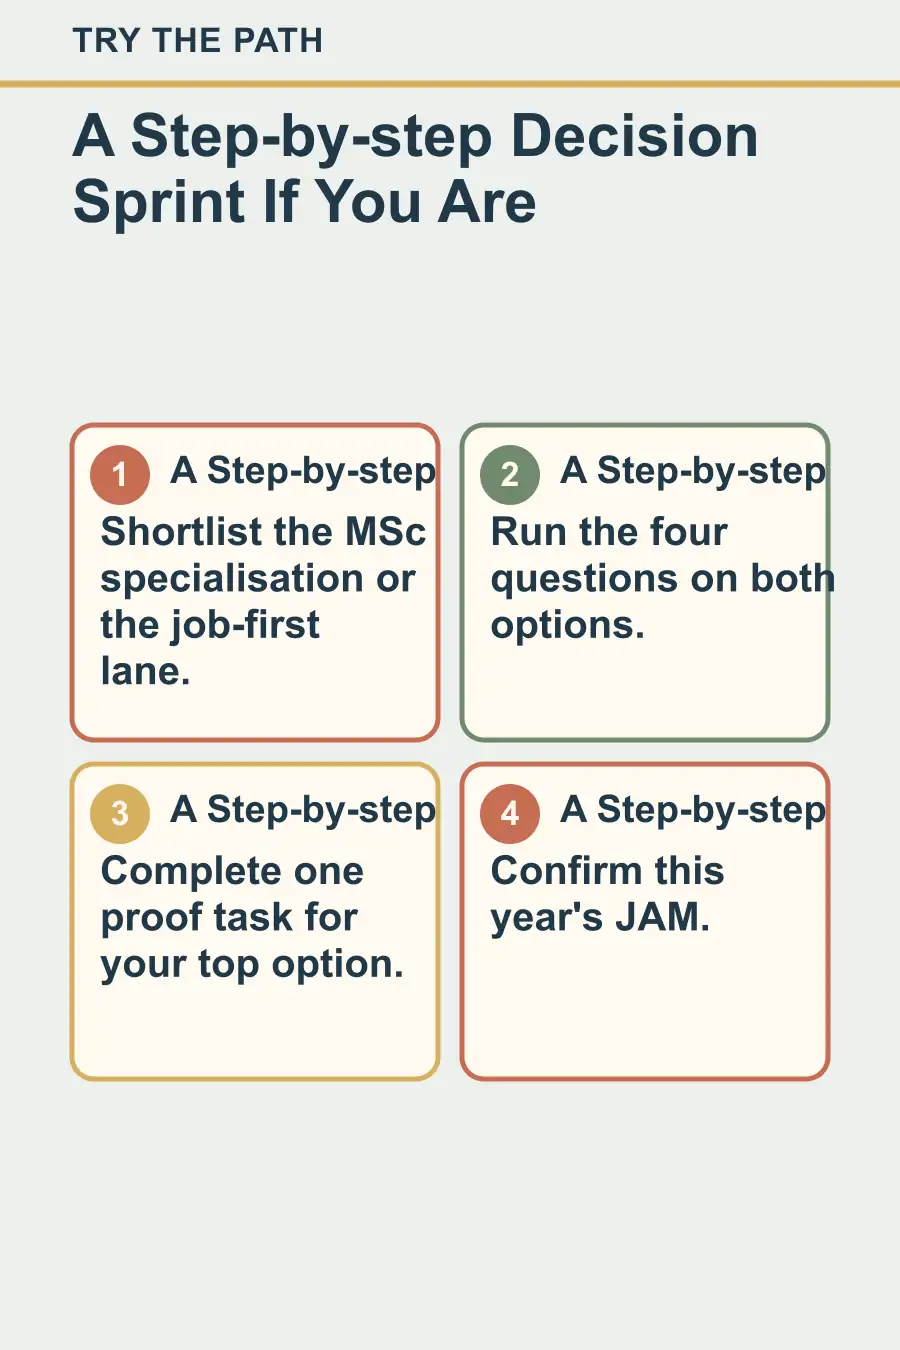 TRY THE PATH
A Step-by-step Decision
Sprint If You Are
1
A Step-by-step
Shortlist the MSc
specialisation or
the job-first
lane.
2
A Step-by-step
Run the four
questions on both
options.
3
A Step-by-step
Complete one
proof task for
your top option.
4
A Step-by-step
Confirm this
year's JAM.